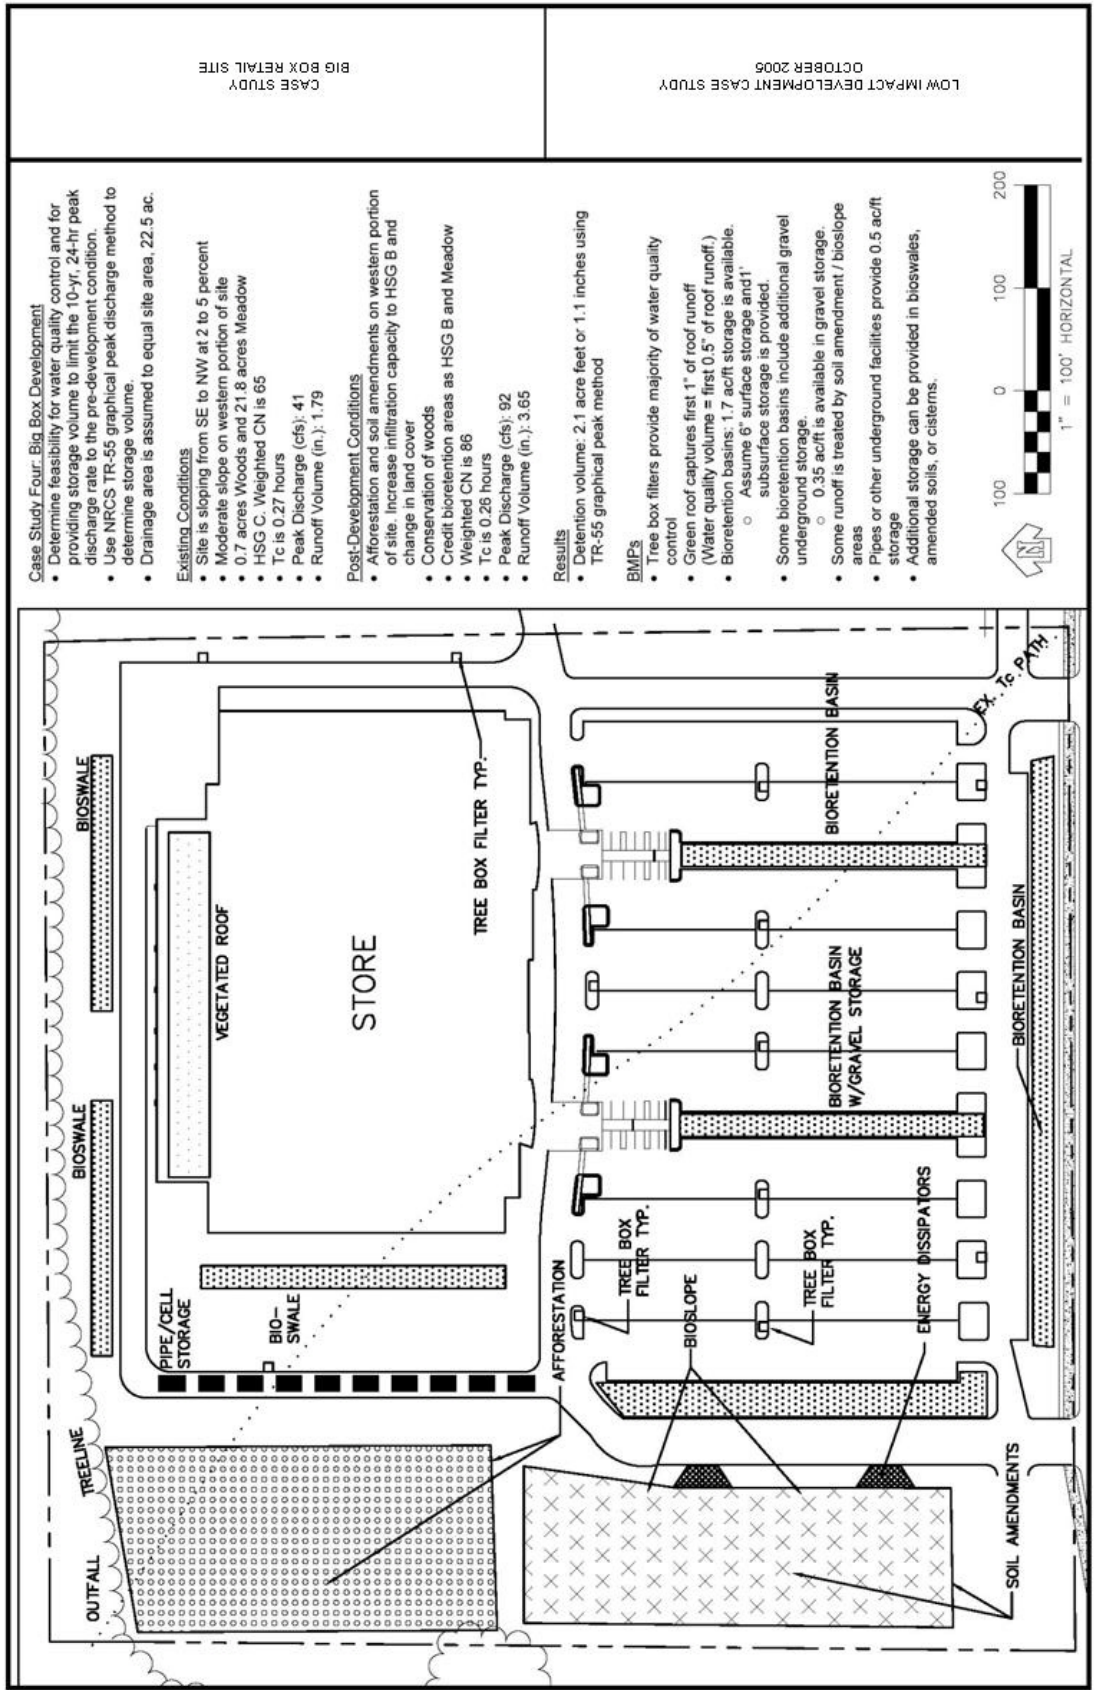 CASE STUDY
BIG BOX RETAIL SITE
LOW IMPACT DEVELOPMENT CASE STUDY
OCTOBER 2005
Case Study Four: Big Box Development
• Determine feasibility for water quality control and for
providing storage volume to limit the 10-yr, 24-hr peak
discharge rate to the pre-development condition.
• Use NRCS TR-55 graphical peak discharge method to
determine storage volume.
• Drainage area is assumed to equal site area, 22.5 ac.
Existing Conditions
• Site is sloping from SE to NW at 2 to 5 percent
• Moderate slope on western portion of site
• 0.7 acres Woods and 21.8 acres Meadow
• HSG C. Weighted CN is 65
• Tc is 0.27 hours
• Peak Discharge (cfs): 41
• Runoff Volume (in.): 1.79
Post-Development Conditions
• Afforestation and soil amendments on western portion
of site. Increase infiltration capacity to HSG B and
change in land cover
• Conservation of woods
• Credit bioretention areas as HSG B and Meadow
• Weighted CN is 86
• Tc is 0.26 hours
• Peak Discharge (cfs): 92
• Runoff Volume (in.): 3.65
Results
• Detention volume: 2.1 acre feet or 1.1 inches using
TR-55 graphical peak method
BMPs
• Tree box filters provide majority of water quality
control
• Green roof captures first 1" of roof runoff
(Water quality volume = first 0.5" of roof runoff.)
• Bioretention basins: 1.7 ac/ft storage is available.
○ Assume 6" surface storage and1'
subsurface storage is provided.
• Some bioretention basins include additional gravel
underground storage.
○ 0.35 ac/ft is available in gravel storage.
• Some runoff is treated by soil amendment / bioslope
areas
• Pipes or other underground facilities provide 0.5 ac/ft
storage
• Additional storage can be provided in bioswales,
amended soils, or cisterns.
N
100 0 100 200
1" = 100' HORIZONTAL
OUTFALL
TREELINE
BIOSWALE
BIOSWALE
PIPE/CELL
STORAGE
BIO-
SWALE
VEGETATED ROOF
STORE
TREE BOX FILTER TYP.
AFFORESTATION
TREE BOX
FILTER TYP.
BIOSLOPE
TREE BOX
FILTER TYP.
ENERGY DISSIPATORS
BIORETENTION BASIN
W/GRAVEL STORAGE
BIORETENTION BASIN
EX. Tc PATH
SOIL AMENDMENTS
BIORETENTION BASIN